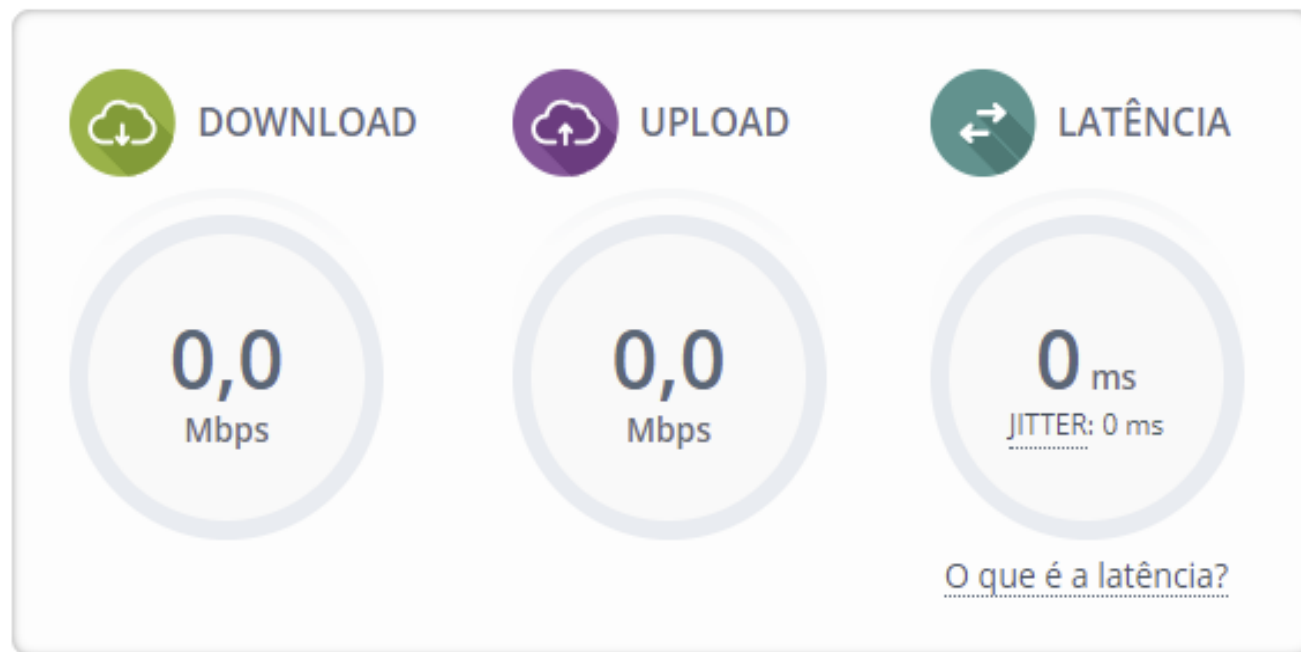 DOWNLOAD
UPLOAD
LATÊNCIA
0,0
Mbps
0,0
Mbps
0 ms
JITTER: 0 ms
O que é a latência?